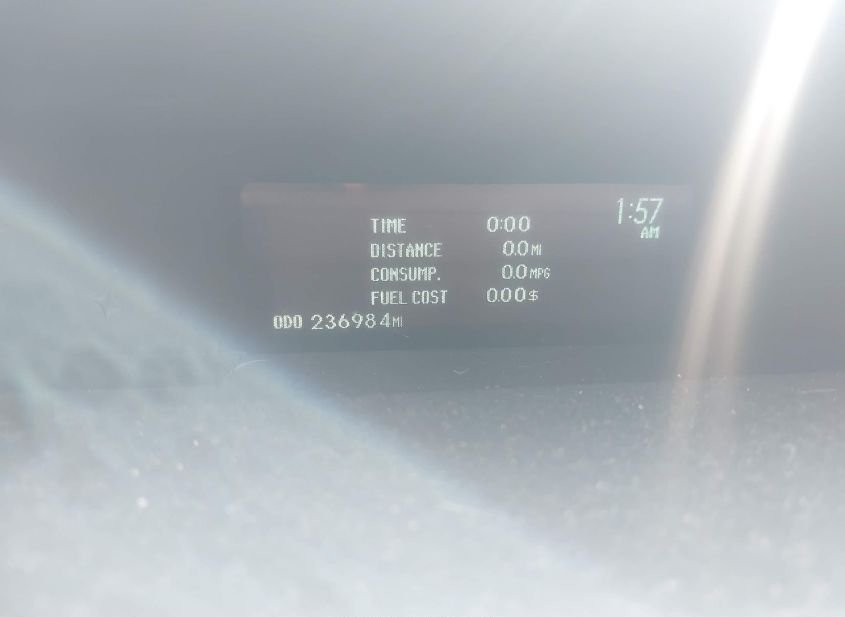 1:57
AM
TIME 0:00
DISTANCE 0.0 MI
CONSUMP. 0.0 MPG
FUEL COST 0.00 $
ODO 236984 MI